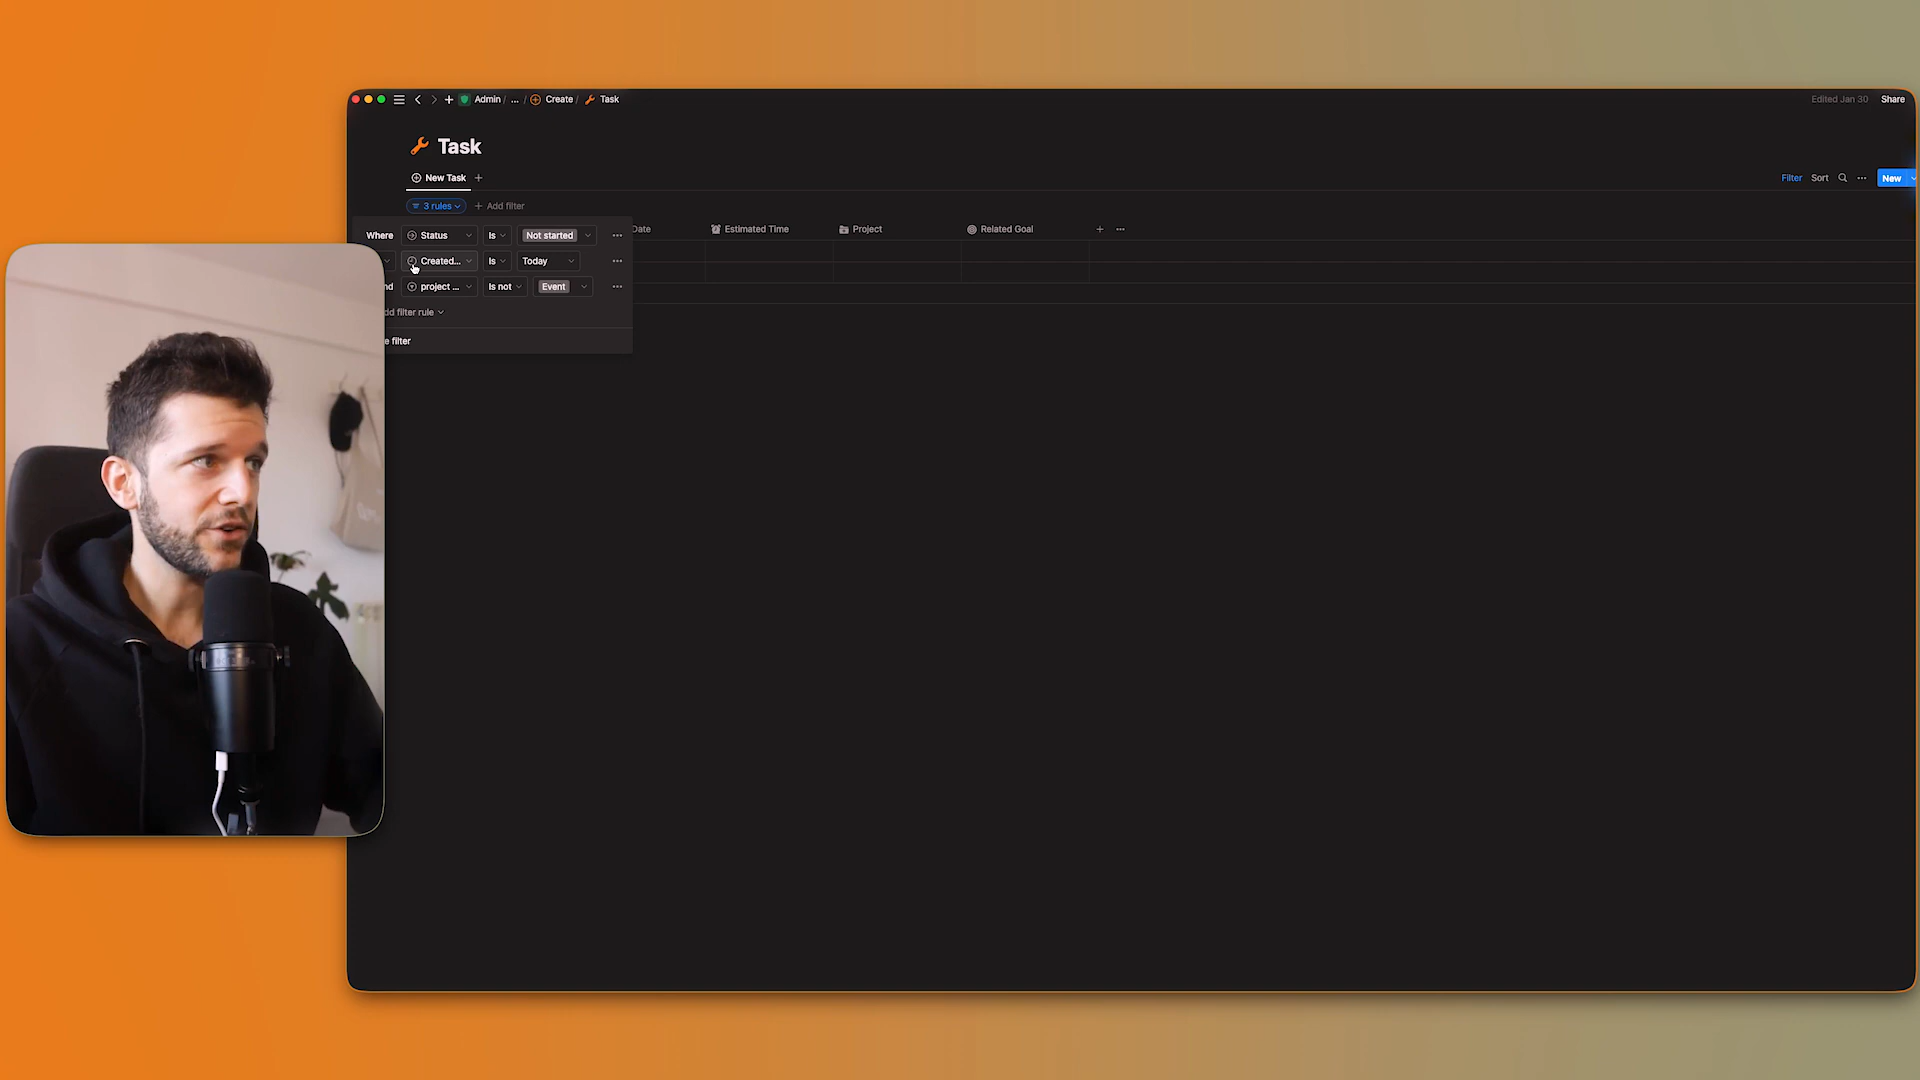 Admin / ... / Create / Task
Edited Jan 30
Share
Task
New Task
Filter
Sort
New
3 rules
Add filter
Where
Status
Is
Not started
Date
Estimated Time
Project
Related Goal
Created...
Is
Today
project ...
Is not
Event
filter rule
filter